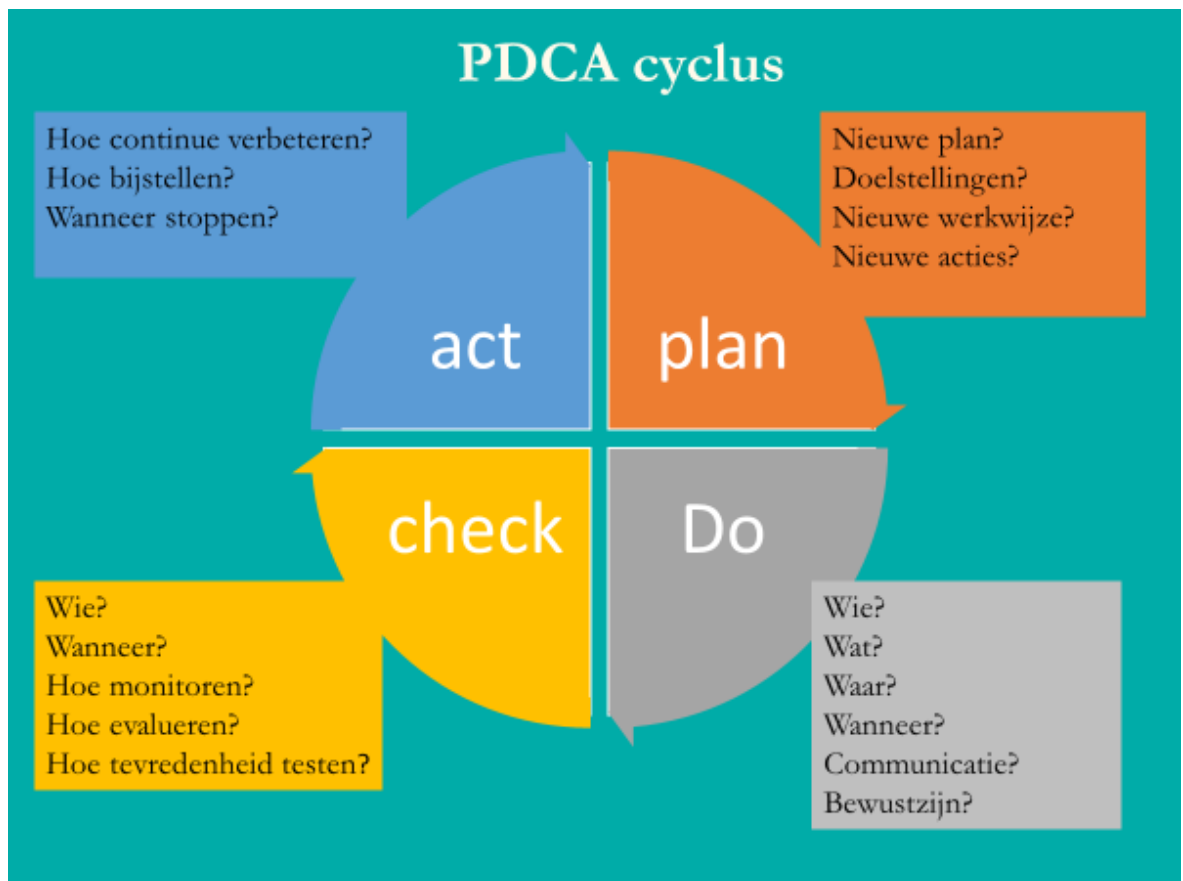 PDCA cyclus
Hoe continue verbeteren?
Hoe bijstellen?
Wanneer stoppen?
Nieuwe plan?
Doelstellingen?
Nieuwe werkwijze?
Nieuwe acties?
act
plan
check
Do
Wie?
Wanneer?
Hoe monitoren?
Hoe evalueren?
Hoe tevredenheid testen?
Wie?
Wat?
Waar?
Wanneer?
Communicatie?
Bewustzijn?